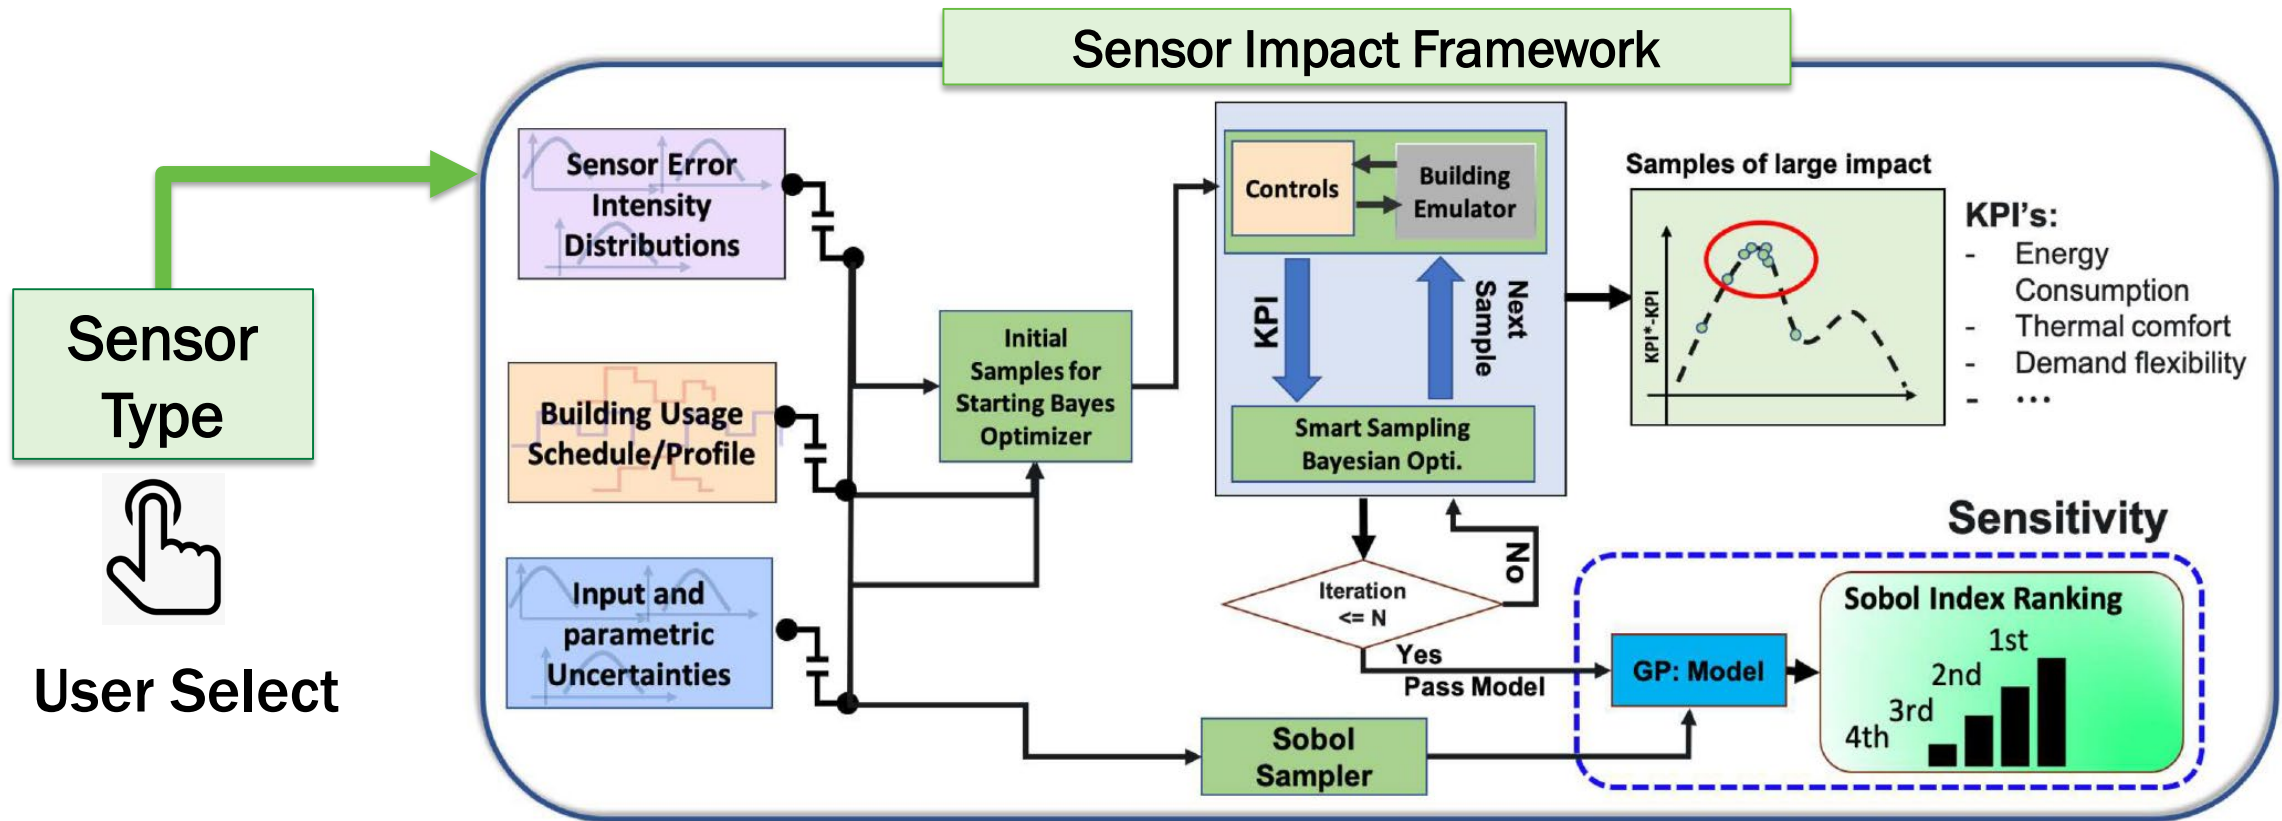 Sensor Impact Framework
Sensor
Type
User Select
Sensor Error
Intensity
Distributions
Building Usage
Schedule/Profile
Input and
parametric
Uncertainties
Initial
Samples for
Starting Bayes
Optimizer
Controls
Building
Emulator
KPI
Next
Sample
Smart Sampling
Bayesian Opti.
Iteration
<= N
No
Yes
Pass Model
Sobol
Sampler
Samples of large impact
KPI*-KPI
KPI's:
- Energy
Consumption
- Thermal comfort
- Demand flexibility
- ...
Sensitivity
GP: Model
Sobol Index Ranking
1st
2nd
3rd
4th